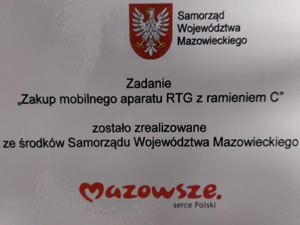 Samorząd
Województwa
Mazowieckiego
Zadanie
„Zakup mobilnego aparatu RTG z ramieniem C”
zostało zrealizowane
ze środków Samorządu Województwa Mazowieckiego
Mazowsze.
serce Polski